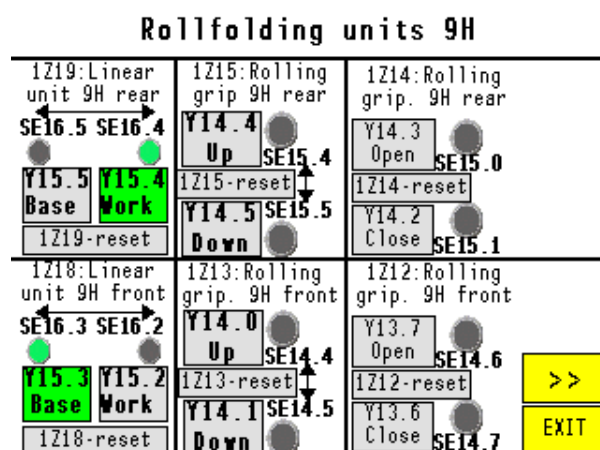 Rollfolding units 9H
1Z19:Linear
unit 9H rear
SE16.5 SE16.4
Y15.5 Y15.4
Base Work
1Z19-reset
1Z15:Rolling
grip 9H rear
Y14.4
Up
SE15.4
1Z15-reset
Y14.5
SE15.5
Down
1Z14:Rolling
grip. 9H rear
Y14.3
Open
SE15.0
1Z14-reset
Y14.2
Close
SE15.1
1Z18:Linear
unit 9H front
SE16.3 SE16.2
Y15.3 Y15.2
Base Work
1Z18-reset
1Z13:Rolling
grip. 9H front
Y14.0
Up
SE14.4
1Z13-reset
Y14.1
SE14.5
Down
1Z12:Rolling
grip. 9H front
Y13.7
Open
SE14.6
1Z12-reset
Y13.6
Close
SE14.7
>>
EXIT